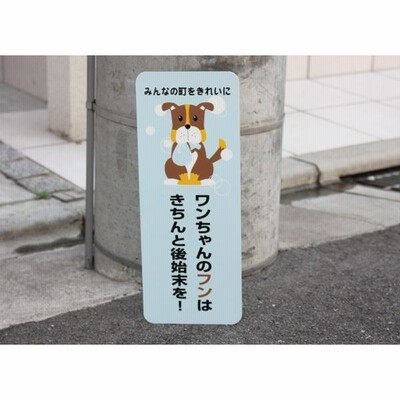 みんなの町をきれいに
ワンちゃんのフンは
きちんと後始末を！